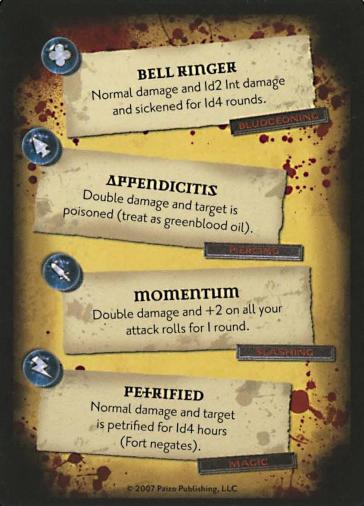 BELL RINGER
Normal damage and 1d2 Int damage
and sickened for 1d4 rounds.
BLUDGEONING
APPENDICITIS
Double damage and target is
poisoned (treat as greenblood oil).
PIERCING
MOMENTUM
Double damage and +2 on all your
attack rolls for 1 round.
SLASHING
PETRIFIED
Normal damage and target
is petrified for 1d4 hours
(Fort negates).
MAGIC
© 2007 Paizo Publishing, LLC